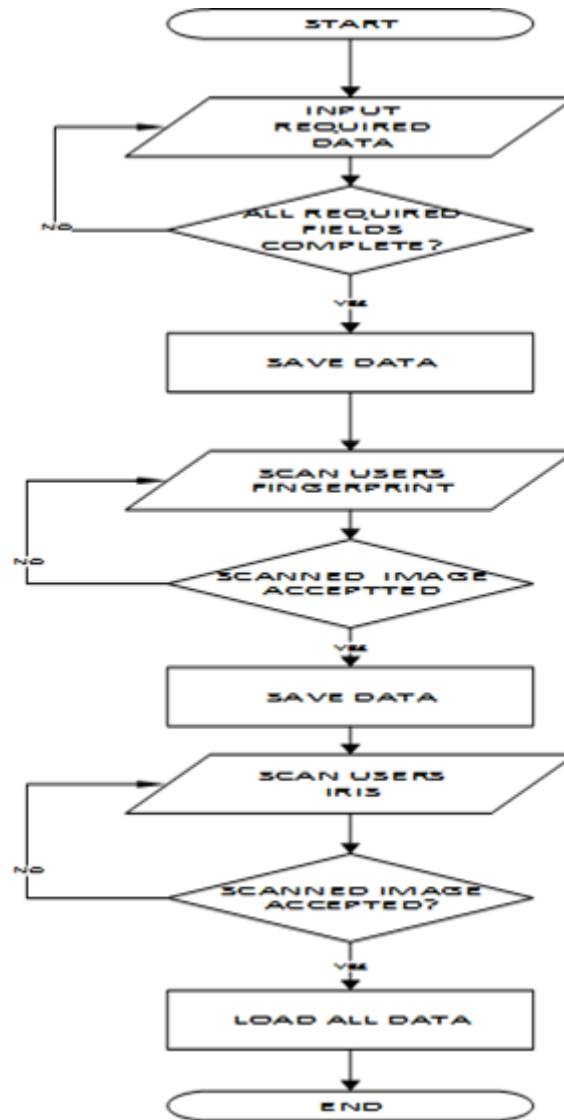 START
INPUT
REQUIRED
DATA
ALL REQUIRED
FIELDS
COMPLETE?
NO
YES
SAVE DATA
SCAN USERS
FINGERPRINT
SCANNED IMAGE
ACCEPTTED
NO
YES
SAVE DATA
SCAN USERS
IRIS
SCANNED IMAGE
ACCEPTED?
NO
YES
LOAD ALL DATA
END